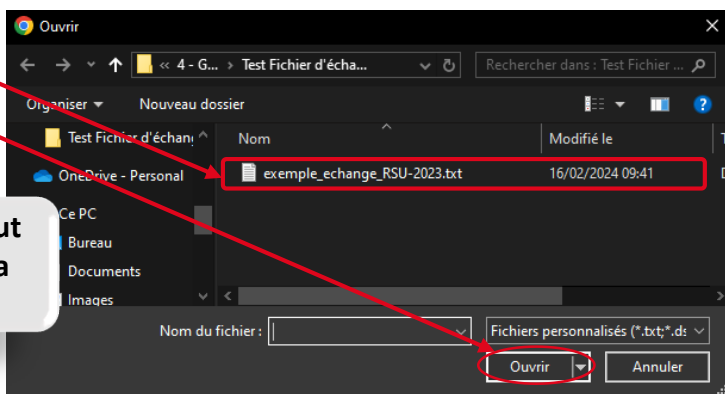 Ouvrir
« 4 - G... › Test Fichier d'écha...
Rechercher dans : Test Fichier ...
Organiser
Nouveau dossier
Test Fichier d'échan
Nom
Modifié le
OneDrive - Personal
exemple_echange_RSU-2023.txt
16/02/2024 09:41
Ce PC
ut
Bureau
a
Documents
Images
Nom du fichier :
Fichiers personnalisés (*.txt;*.ds
Ouvrir
Annuler